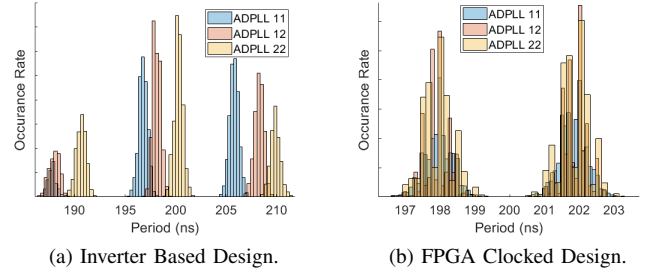 Occurance Rate
ADPLL 11
ADPLL 12
ADPLL 22
190 195 200 205 210
Period (ns)
(a) Inverter Based Design.
Occurance Rate
ADPLL 11
ADPLL 12
ADPLL 22
197 198 199 200 201 202 203
Period (ns)
(b) FPGA Clocked Design.